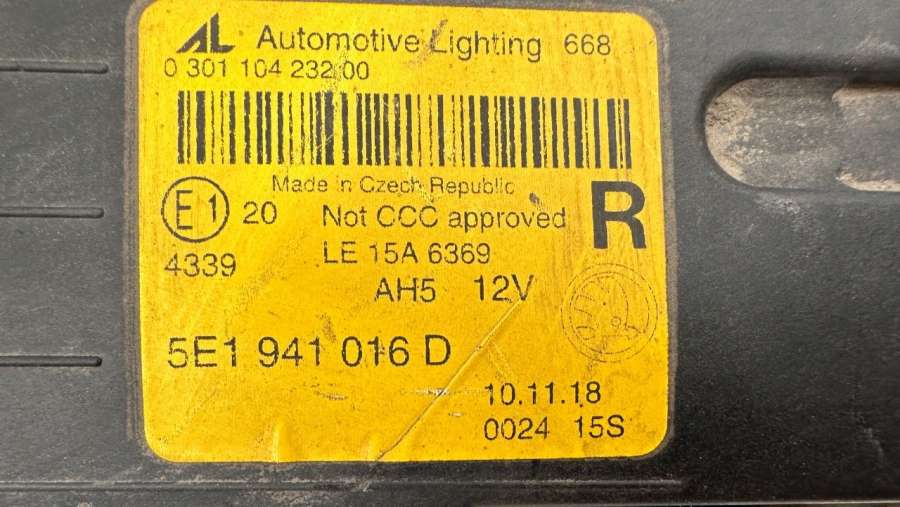 AL Automotive Lighting 668
0 301 104 232 00
Made in Czech Republic
E1 20 Not CCC approved R
4339 LE 15A 6369
AH5 12V
5E1 941 016 D
10.11.18
0024 15S